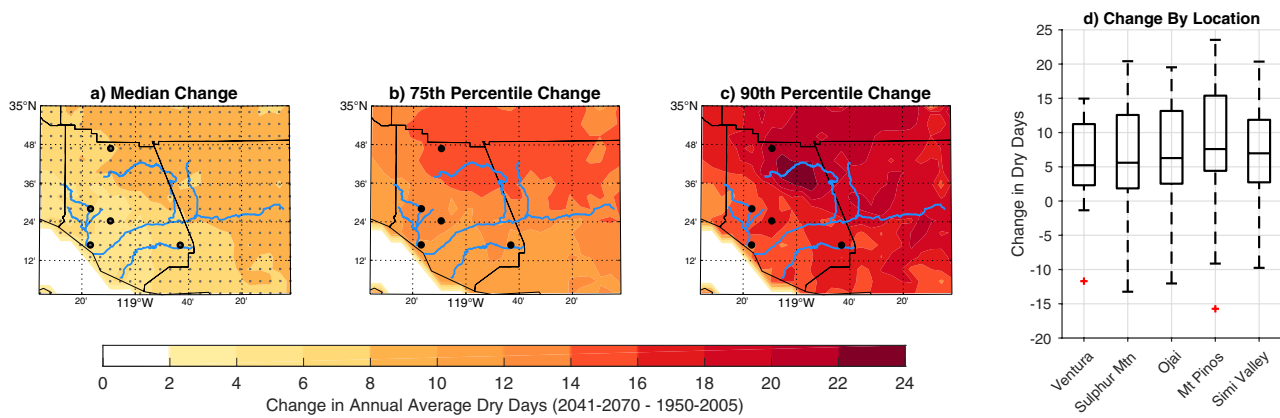 a) Median Change
35°N
48'
36'
24'
12'
20'
119°W
40'
20'
b) 75th Percentile Change
35°N
48'
36'
24'
12'
20'
119°W
40'
20'
c) 90th Percentile Change
35°N
48'
36'
24'
12'
20'
119°W
40'
20'
0 2 4 6 8 10 12 14 16 18 20 22 24
Change in Annual Average Dry Days (2041-2070 - 1950-2005)
d) Change By Location
Change in Dry Days
25
20
15
10
5
0
-5
-10
-15
-20
Ventura
Sulphur Mtn
Ojai
Mt Pinos
Simi Valley